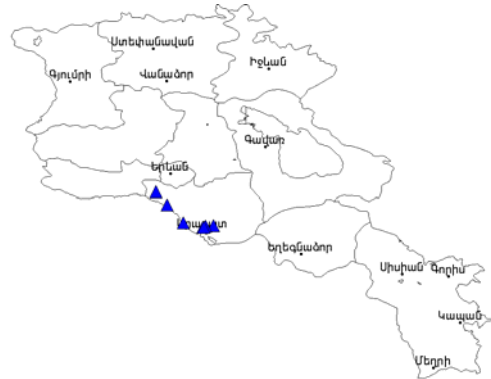 Ստեփանավան
Իջևան
Գյումրի
Վանաձոր
Գավառ
Երևան
Եղեգնաձոր
Սիսիան
Գորիս
Կապան
Մեղրի